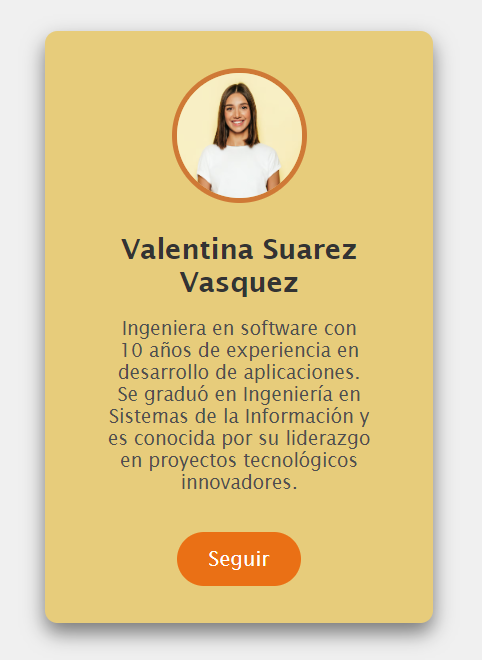 Valentina Suarez
Vasquez
Ingeniera en software con
10 años de experiencia en
desarrollo de aplicaciones.
Se graduó en Ingeniería en
Sistemas de la Información y
es conocida por su liderazgo
en proyectos tecnológicos
innovadores.
Seguir